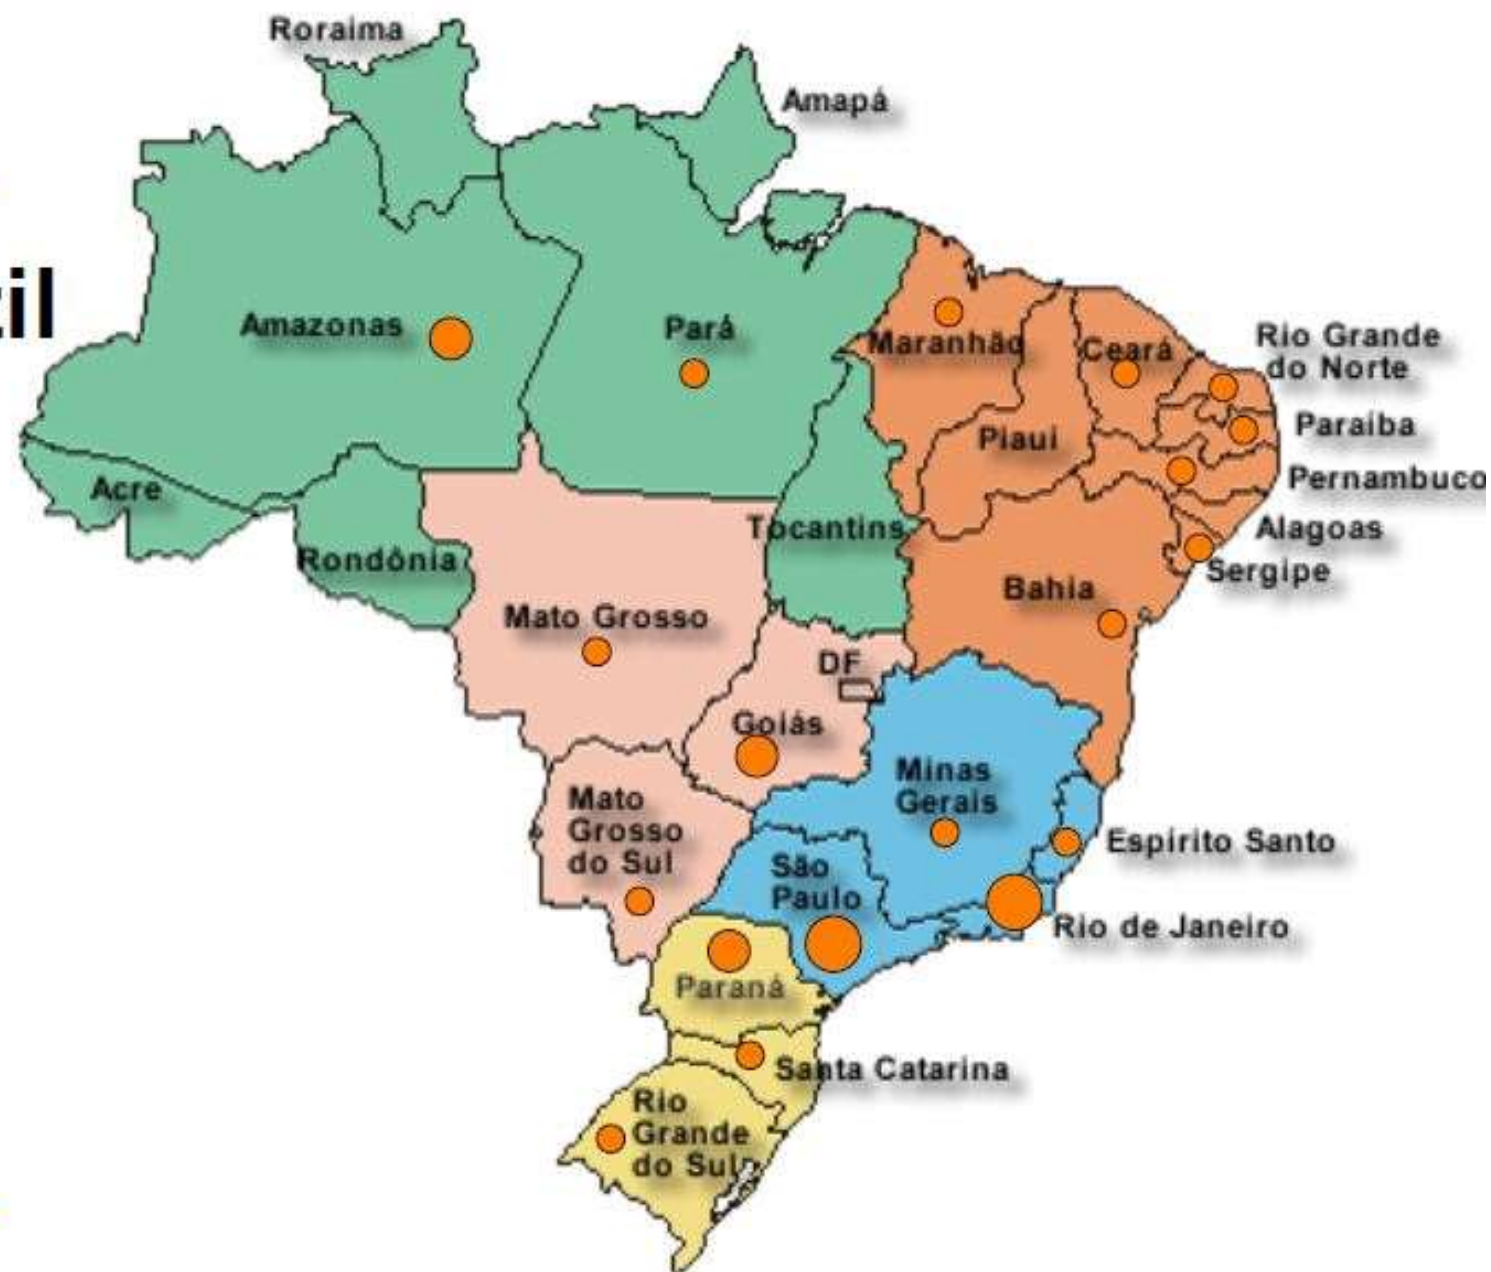 Roraima
Amapá
il
Amazonas
Pará
Maranhão
Ceará
Rio Grande
do Norte
Paraiba
Piaui
Pernambuco
Acre
Tocantins
Alagoas
Rondônia
Sergipe
Bahia
Mato Grosso
DF
Goiás
Minas
Gerais
Mato
Grosso
do Sul
Espírito Santo
São
Paulo
Rio de Janeiro
Paraná
Santa Catarina
Rio
Grande
do Sul